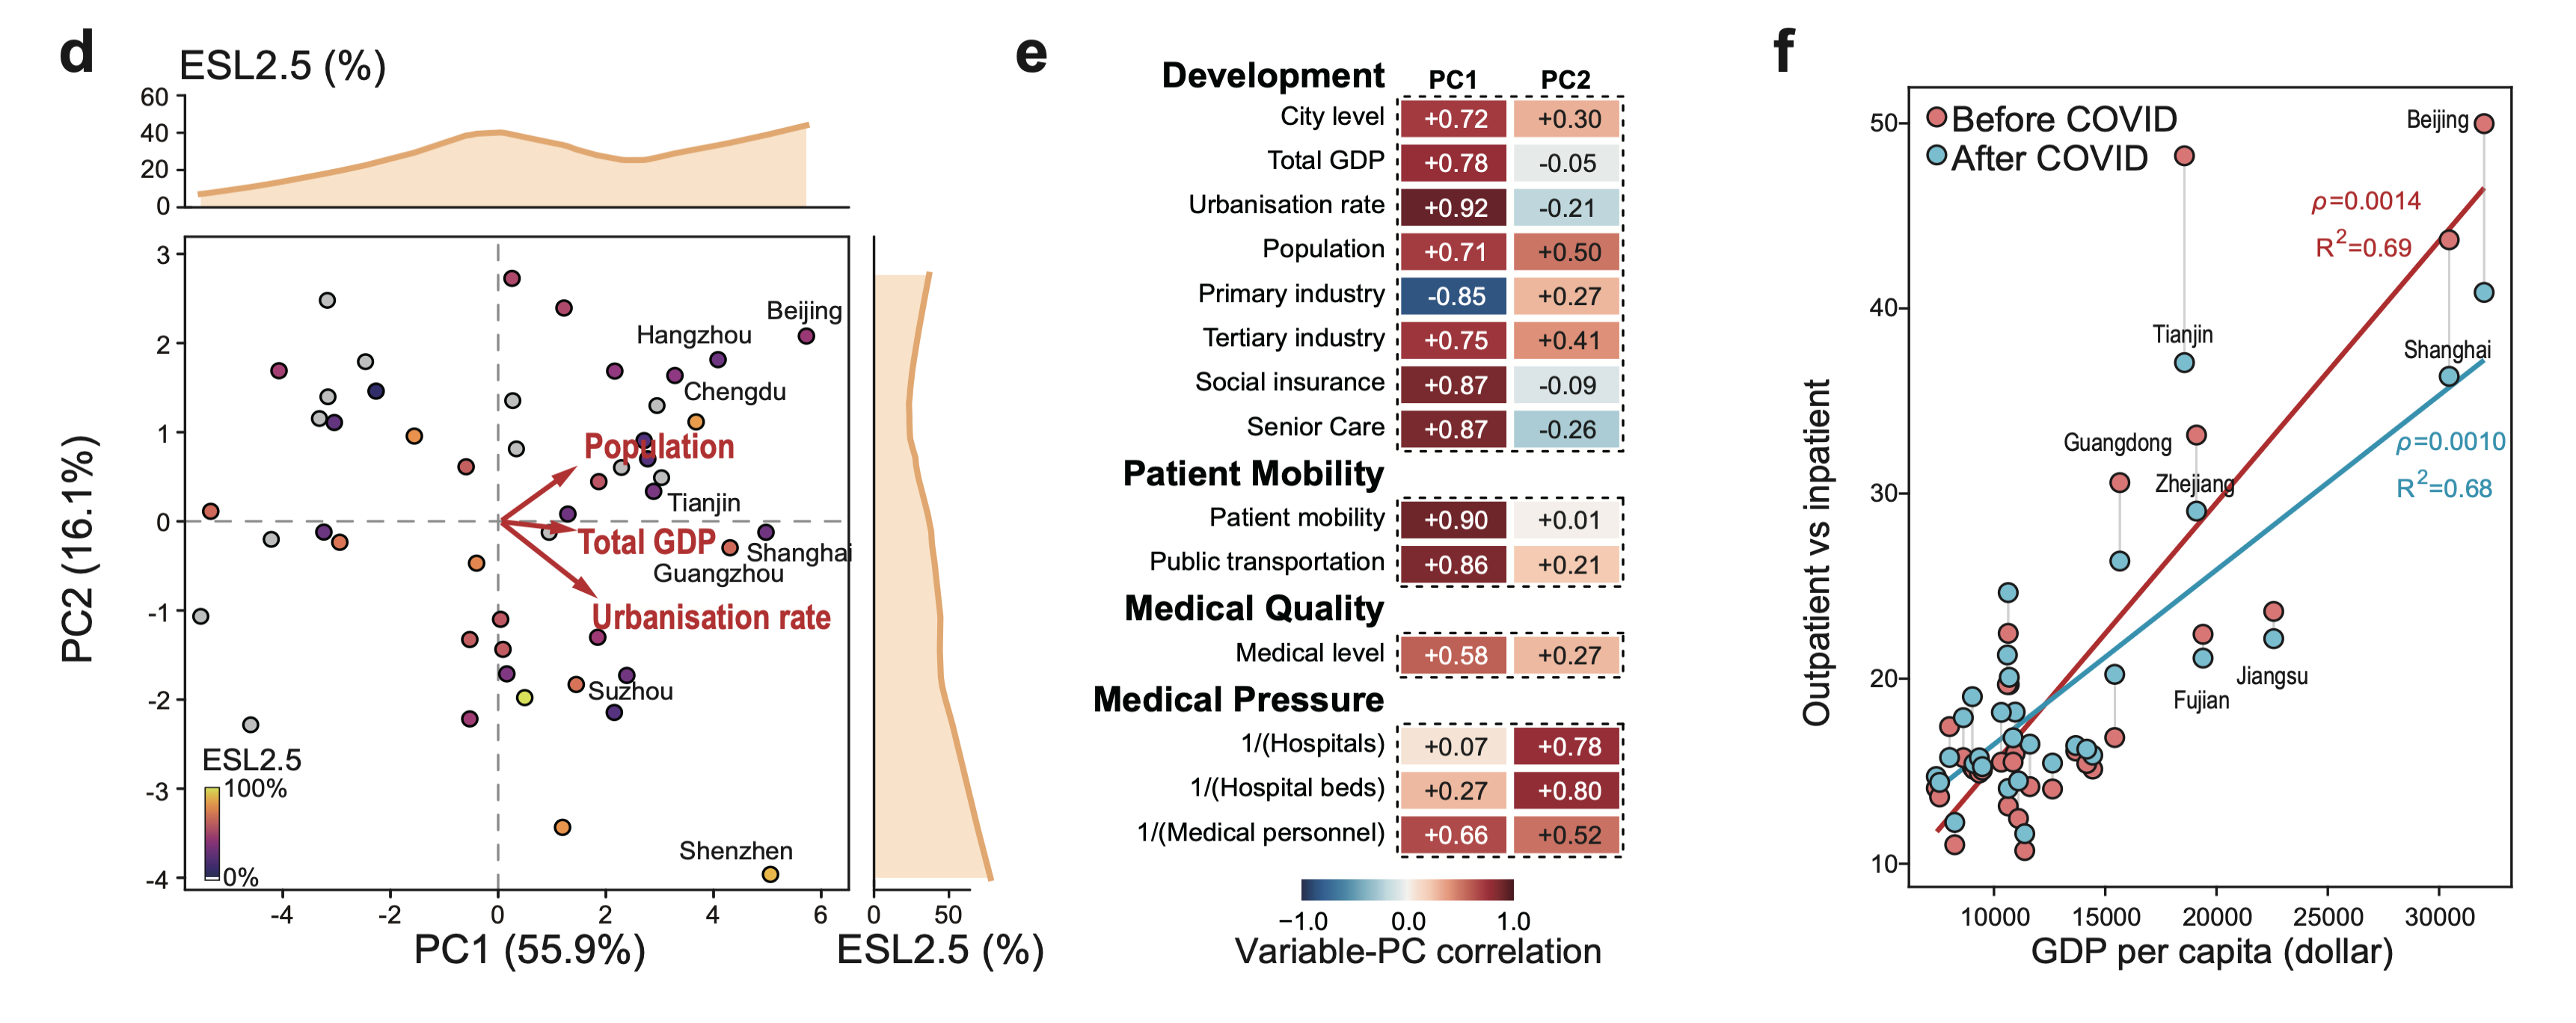 d
ESL2.5 (%)
60
40
20
0
3
2
1
0
-1
-2
-3
-4
PC2 (16.1%)
Beijing
Hangzhou
Chengdu
Population
Tianjin
Total GDP
Shanghai
Guangzhou
Urbanisation rate
Suzhou
Shenzhen
ESL2.5
100%
0%
-4 -2 0 2 4 6
PC1 (55.9%)
0 50
ESL2.5 (%)
e
Development PC1 PC2
City level +0.72 +0.30
Total GDP +0.78 -0.05
Urbanisation rate +0.92 -0.21
Population +0.71 +0.50
Primary industry -0.85 +0.27
Tertiary industry +0.75 +0.41
Social insurance +0.87 -0.09
Senior Care +0.87 -0.26
Patient Mobility
Patient mobility +0.90 +0.01
Public transportation +0.86 +0.21
Medical Quality
Medical level +0.58 +0.27
Medical Pressure
1/(Hospitals) +0.07 +0.78
1/(Hospital beds) +0.27 +0.80
1/(Medical personnel) +0.66 +0.52
−1.0 0.0 1.0
Variable-PC correlation
f
Before COVID
After COVID
50
40
30
20
10
Outpatient vs inpatient
Beijing
ρ=0.0014
R²=0.69
Tianjin
Shanghai
Guangdong
Zhejiang
ρ=0.0010
R²=0.68
Jiangsu
Fujian
10000 15000 20000 25000 30000
GDP per capita (dollar)